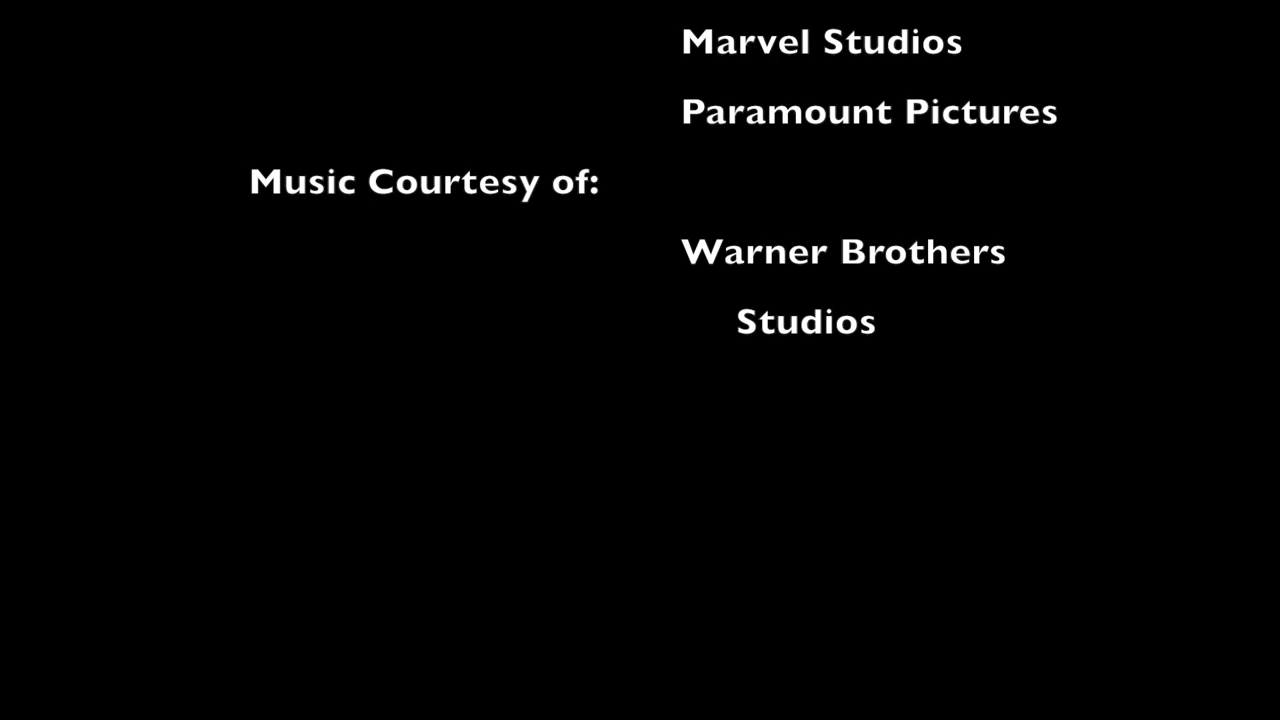 Marvel Studios
Paramount Pictures
Music Courtesy of:
Warner Brothers
Studios